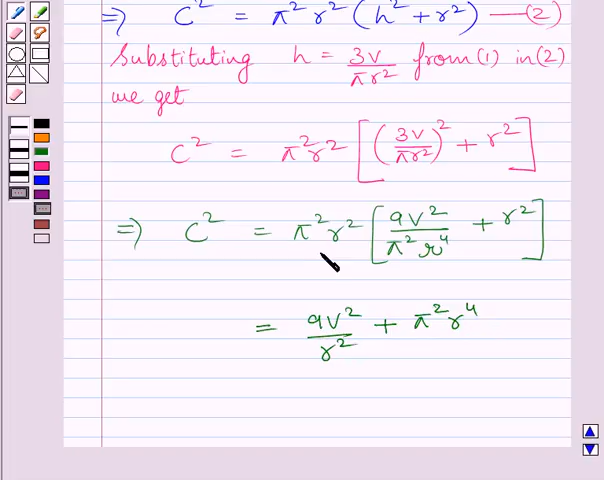 ⇒ C² = π²r²(h² + r²) —(2)
Substituting h = 3v/πr² from (1) in (2)
we get
C² = π²r² [(3v/πr²)² + r²]
⇒ C² = π²r² [9v²/π²r⁴ + r²]
= 9v²/r² + π²r⁴